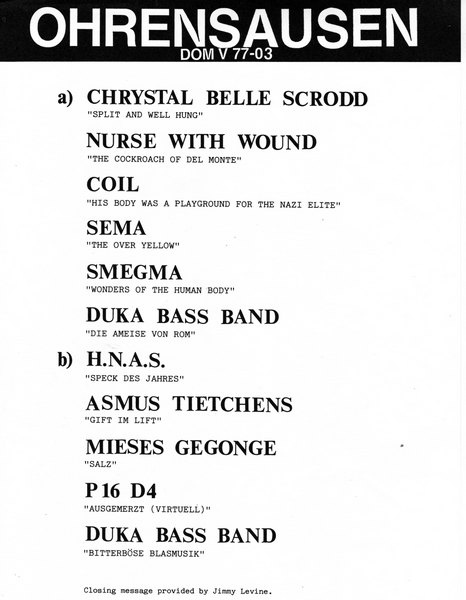 OHRENSAUSEN
DOM V 77-03
a) CHRYSTAL BELLE SCRODD
"SPLIT AND WELL HUNG"
NURSE WITH WOUND
"THE COCKROACH OF DEL MONTE"
COIL
"HIS BODY WAS A PLAYGROUND FOR THE NAZI ELITE"
SEMA
"THE OVER YELLOW"
SMEGMA
"WONDERS OF THE HUMAN BODY"
DUKA BASS BAND
"DIE AMEISE VON ROM"
b) H.N.A.S.
"SPECK DES JAHRES"
ASMUS TIETCHENS
"GIFT IM LIFT"
MIESES GEGONGE
"SALZ"
P16 D4
"AUSGEMERZT (VIRTUELL)"
DUKA BASS BAND
"BITTERBÖSE BLASMUSIK"
Closing message provided by Jimmy Levine.